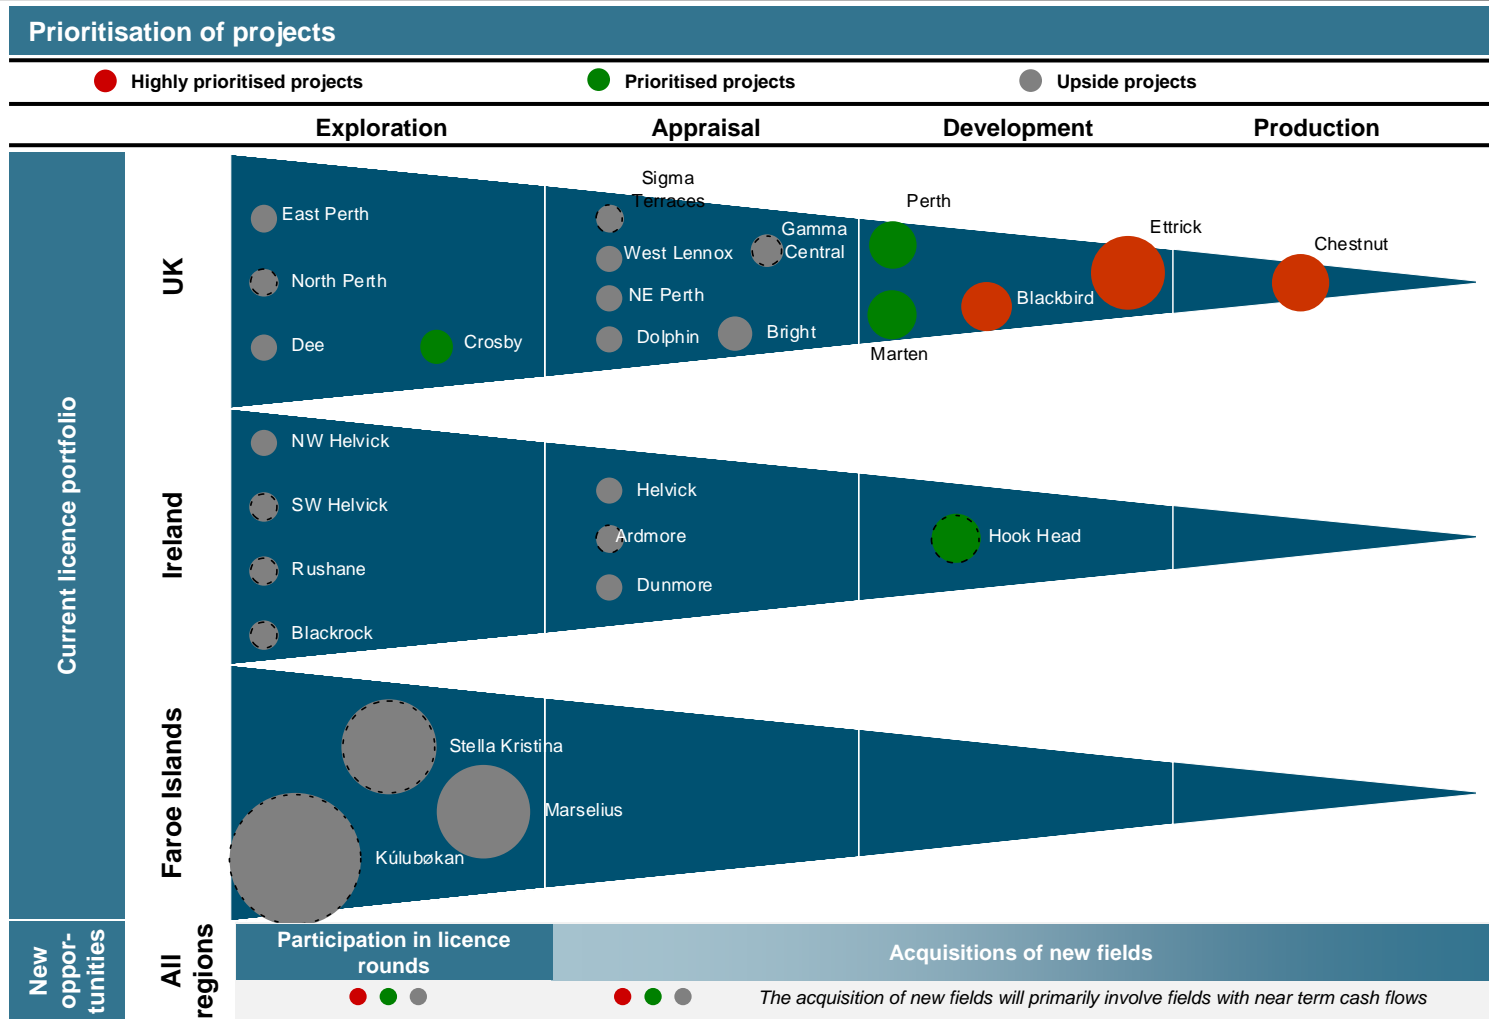 Prioritisation of projects
Highly prioritised projects
Prioritised projects
Upside projects
Exploration
Appraisal
Development
Production
Current licence portfolio
UK
East Perth
North Perth
Dee
Crosby
Sigma
Terraces
West Lennox
NE Perth
Dolphin
Gamma
Central
Bright
Perth
Marten
Blackbird
Ettrick
Chestnut
Ireland
NW Helvick
SW Helvick
Rushane
Blackrock
Helvick
Ardmore
Dunmore
Hook Head
Faroe Islands
Stella Kristina
Marselius
Kúlubøkan
New
oppor-
tunities
All
regions
Participation in licence
rounds
Acquisitions of new fields
The acquisition of new fields will primarily involve fields with near term cash flows